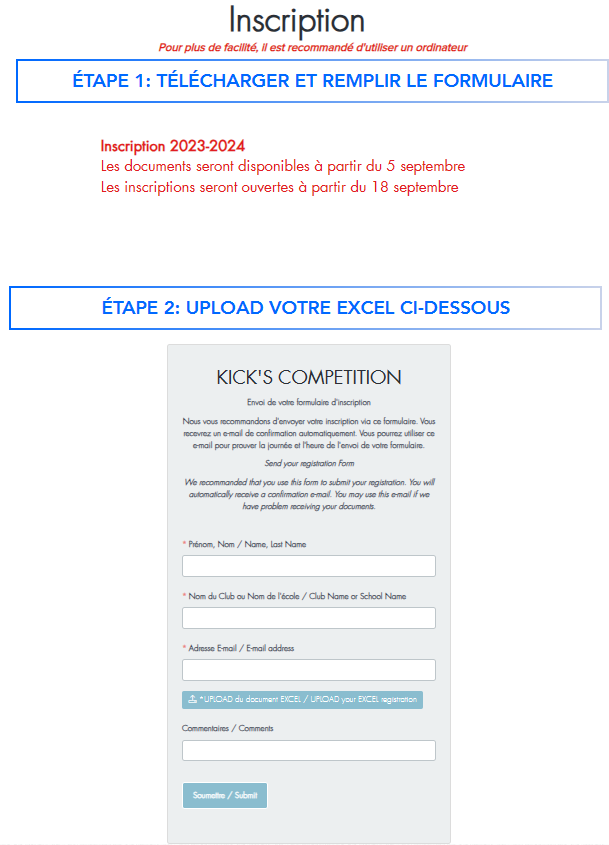 Inscription
Pour plus de facilité, il est recommandé d'utiliser un ordinateur
ÉTAPE 1: TÉLÉCHARGER ET REMPLIR LE FORMULAIRE
Inscription 2023-2024
Les documents seront disponibles à partir du 5 septembre
Les inscriptions seront ouvertes à partir du 18 septembre
ÉTAPE 2: UPLOAD VOTRE EXCEL CI-DESSOUS
KICK'S COMPETITION
Envoi de votre formulaire d'inscription
Nous vous recommandons d'envoyer votre inscription via ce formulaire. Vous
recevrez un e-mail de confirmation automatiquement. Vous pourrez utiliser ce
e-mail pour prouver la journée et l'heure de l'envoi de votre formulaire.
Send your registration Form
We recommanded that you use this form to submit your registration. You will
automatically receive a confirmation e-mail. You may use this e-mail if we
have problem receiving your documents.
* Prénom, Nom / Name, Last Name
* Nom du Club ou Nom de l'école / Club Name or School Name
* Adresse E-mail / E-mail address
*UPLOAD du document EXCEL / UPLOAD your EXCEL registration
Commentaires / Comments
Soumettre / Submit